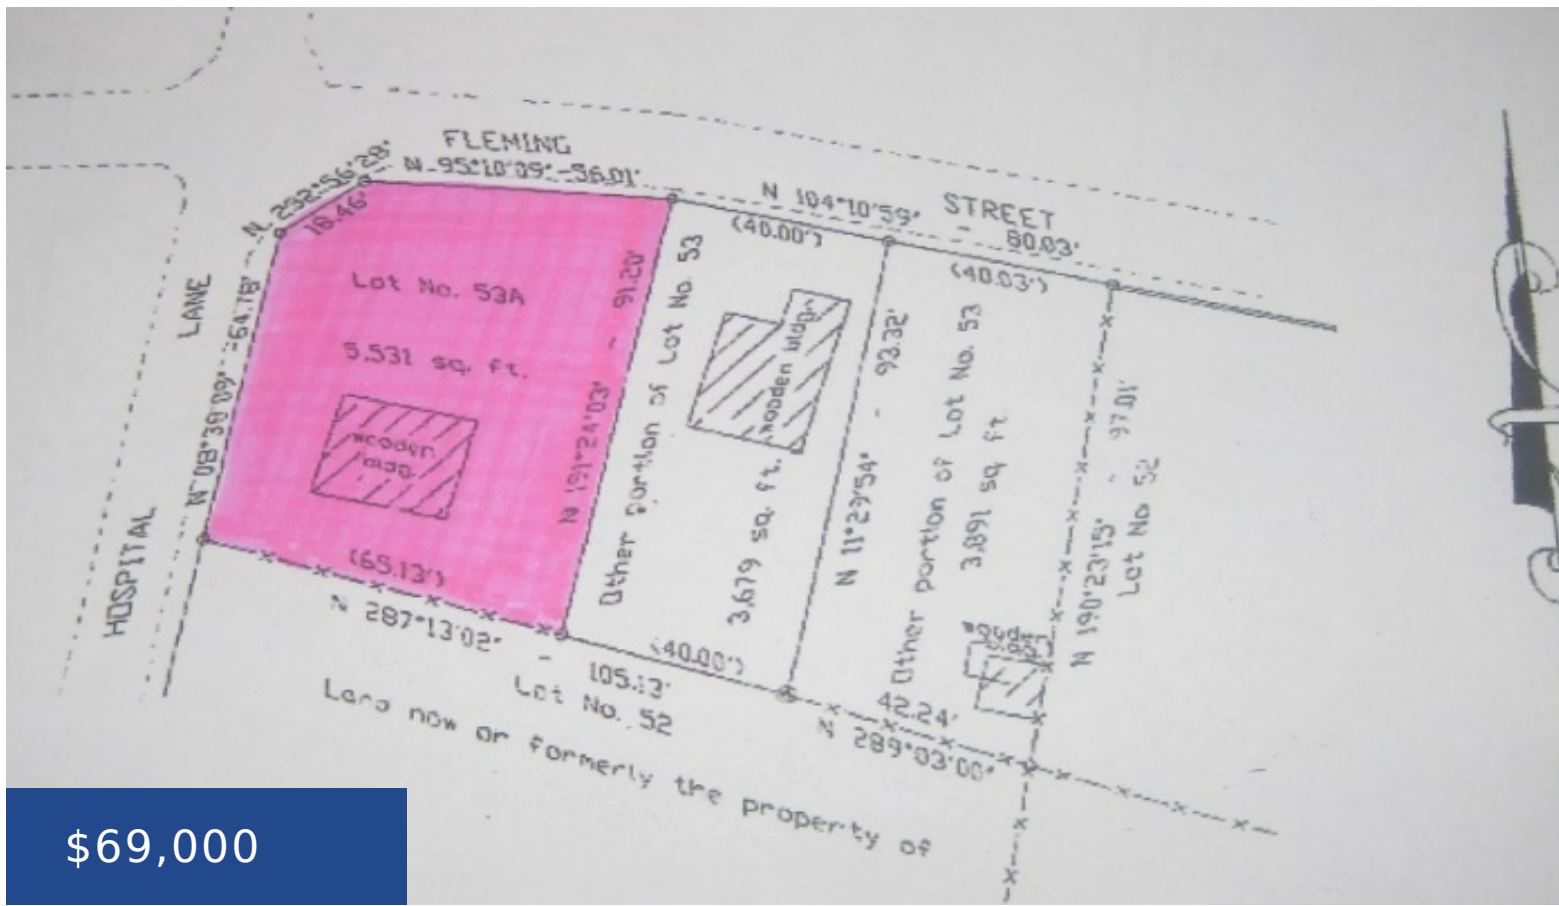 FLEMING
N 95°10'09" - 56.01'
N 232°56'28"
18.46'
N 104°10'59" - 80.03'
STREET
(40.00')
(40.03')
LANE
HOSPITAL
N 08°39'09" - 64.78'
Lot No. 53A
5,531 sq. ft.
wooden
bldg.
(65.13')
N 191°24'03" - 91.20'
Other portion of Lot No. 53
3,679 sq. ft.
wooden bldg.
(40.00')
N 11°29'54" - 93.32'
Other portion of Lot No. 53
3,891 sq ft
wooden
42.24'
N 289°03'00"
N 190°23'15" - 97.01'
Lot No 52
N 287°13'02" - 105.13'
Lot No. 52
Land now or formerly the property of
$69,000